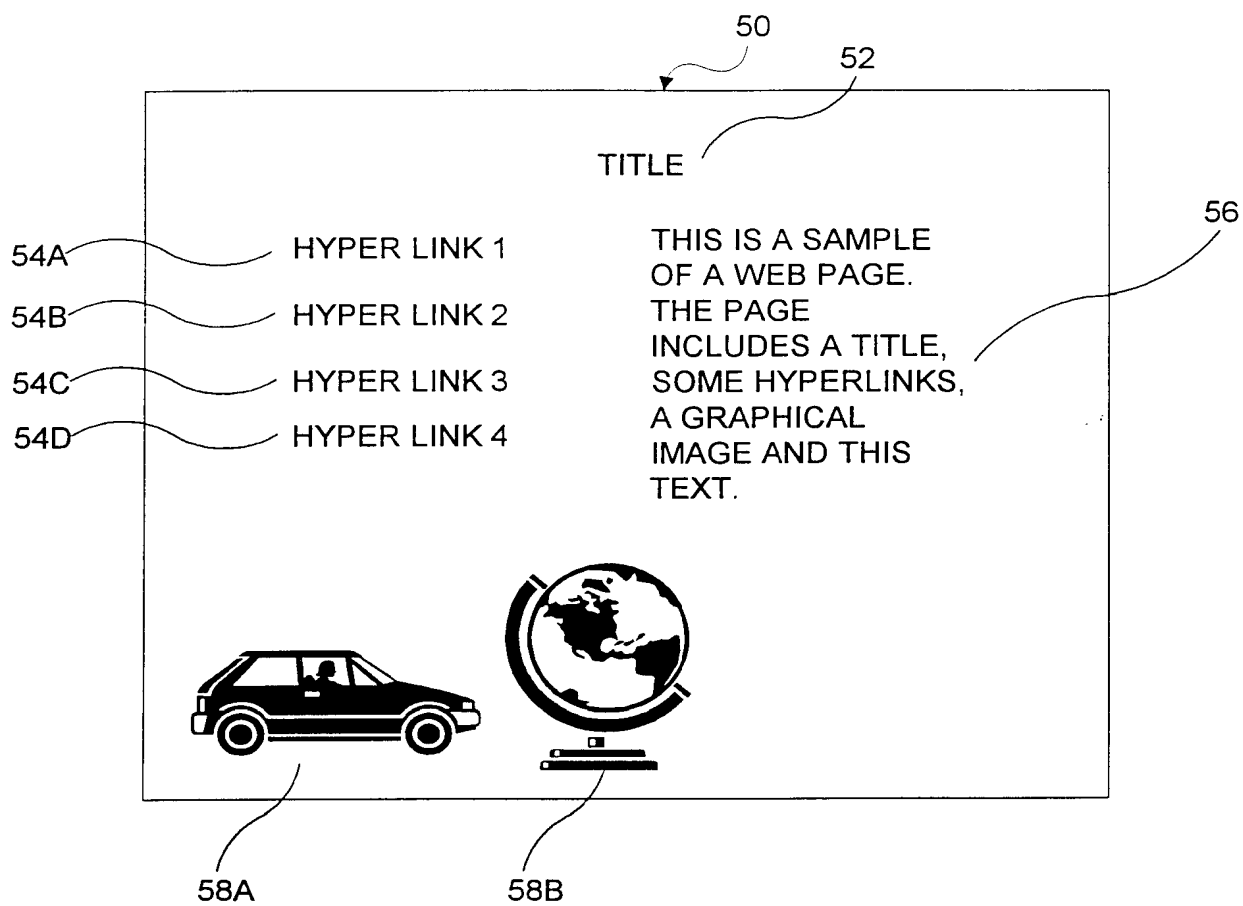 50
52
TITLE
54A HYPER LINK 1
54B HYPER LINK 2
54C HYPER LINK 3
54D HYPER LINK 4
56
THIS IS A SAMPLE
OF A WEB PAGE.
THE PAGE
INCLUDES A TITLE,
SOME HYPERLINKS,
A GRAPHICAL
IMAGE AND THIS
TEXT.
58A
58B